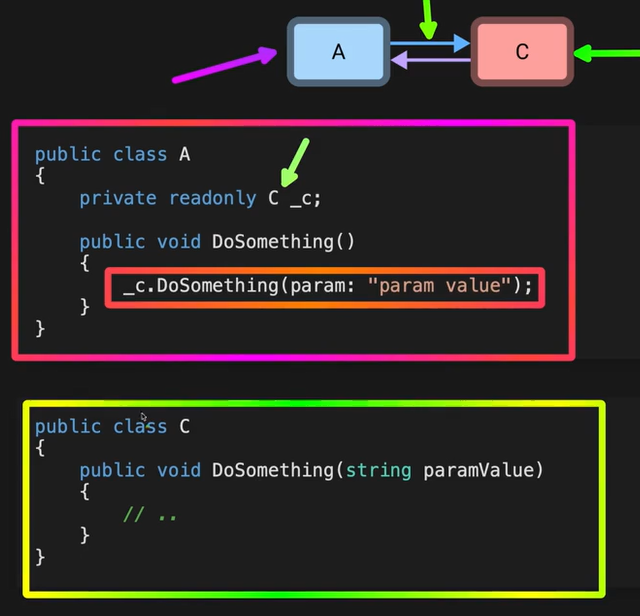 A
C
public class A
{
private readonly C _c;
public void DoSomething()
{
_c.DoSomething(param: "param value");
}
}
public class C
{
public void DoSomething(string paramValue)
{
// ..
}
}